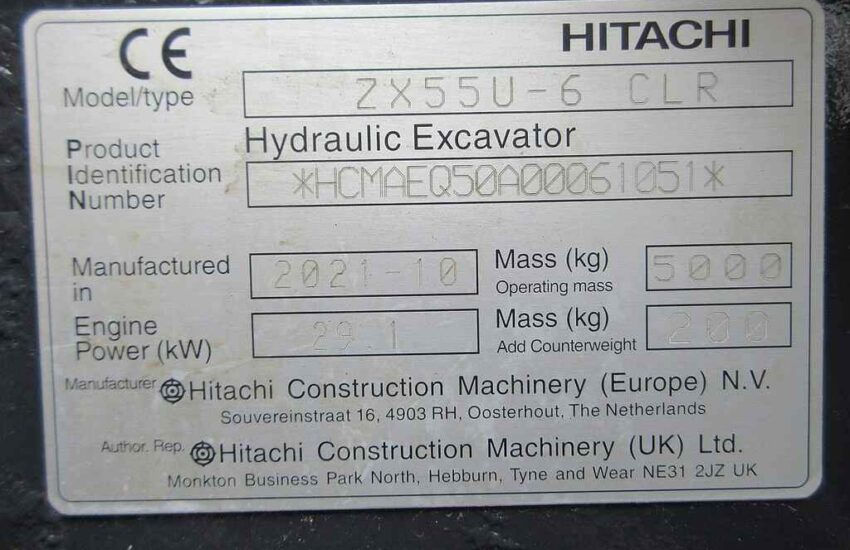 CE HITACHI
Model/type ZX55U-6 CLR
Hydraulic Excavator
Product
Identification
Number *HCMAEQ50A00061051*
Manufactured
in 2021-10
Mass (kg)
Operating mass 5000
Engine
Power (kW) 29.1
Mass (kg)
Add Counterweight 200
Manufacturer Hitachi Construction Machinery (Europe) N.V.
Souvereinstraat 16, 4903 RH, Oosterhout, The Netherlands
Author. Rep. Hitachi Construction Machinery (UK) Ltd.
Monkton Business Park North, Hebburn, Tyne and Wear NE31 2JZ UK